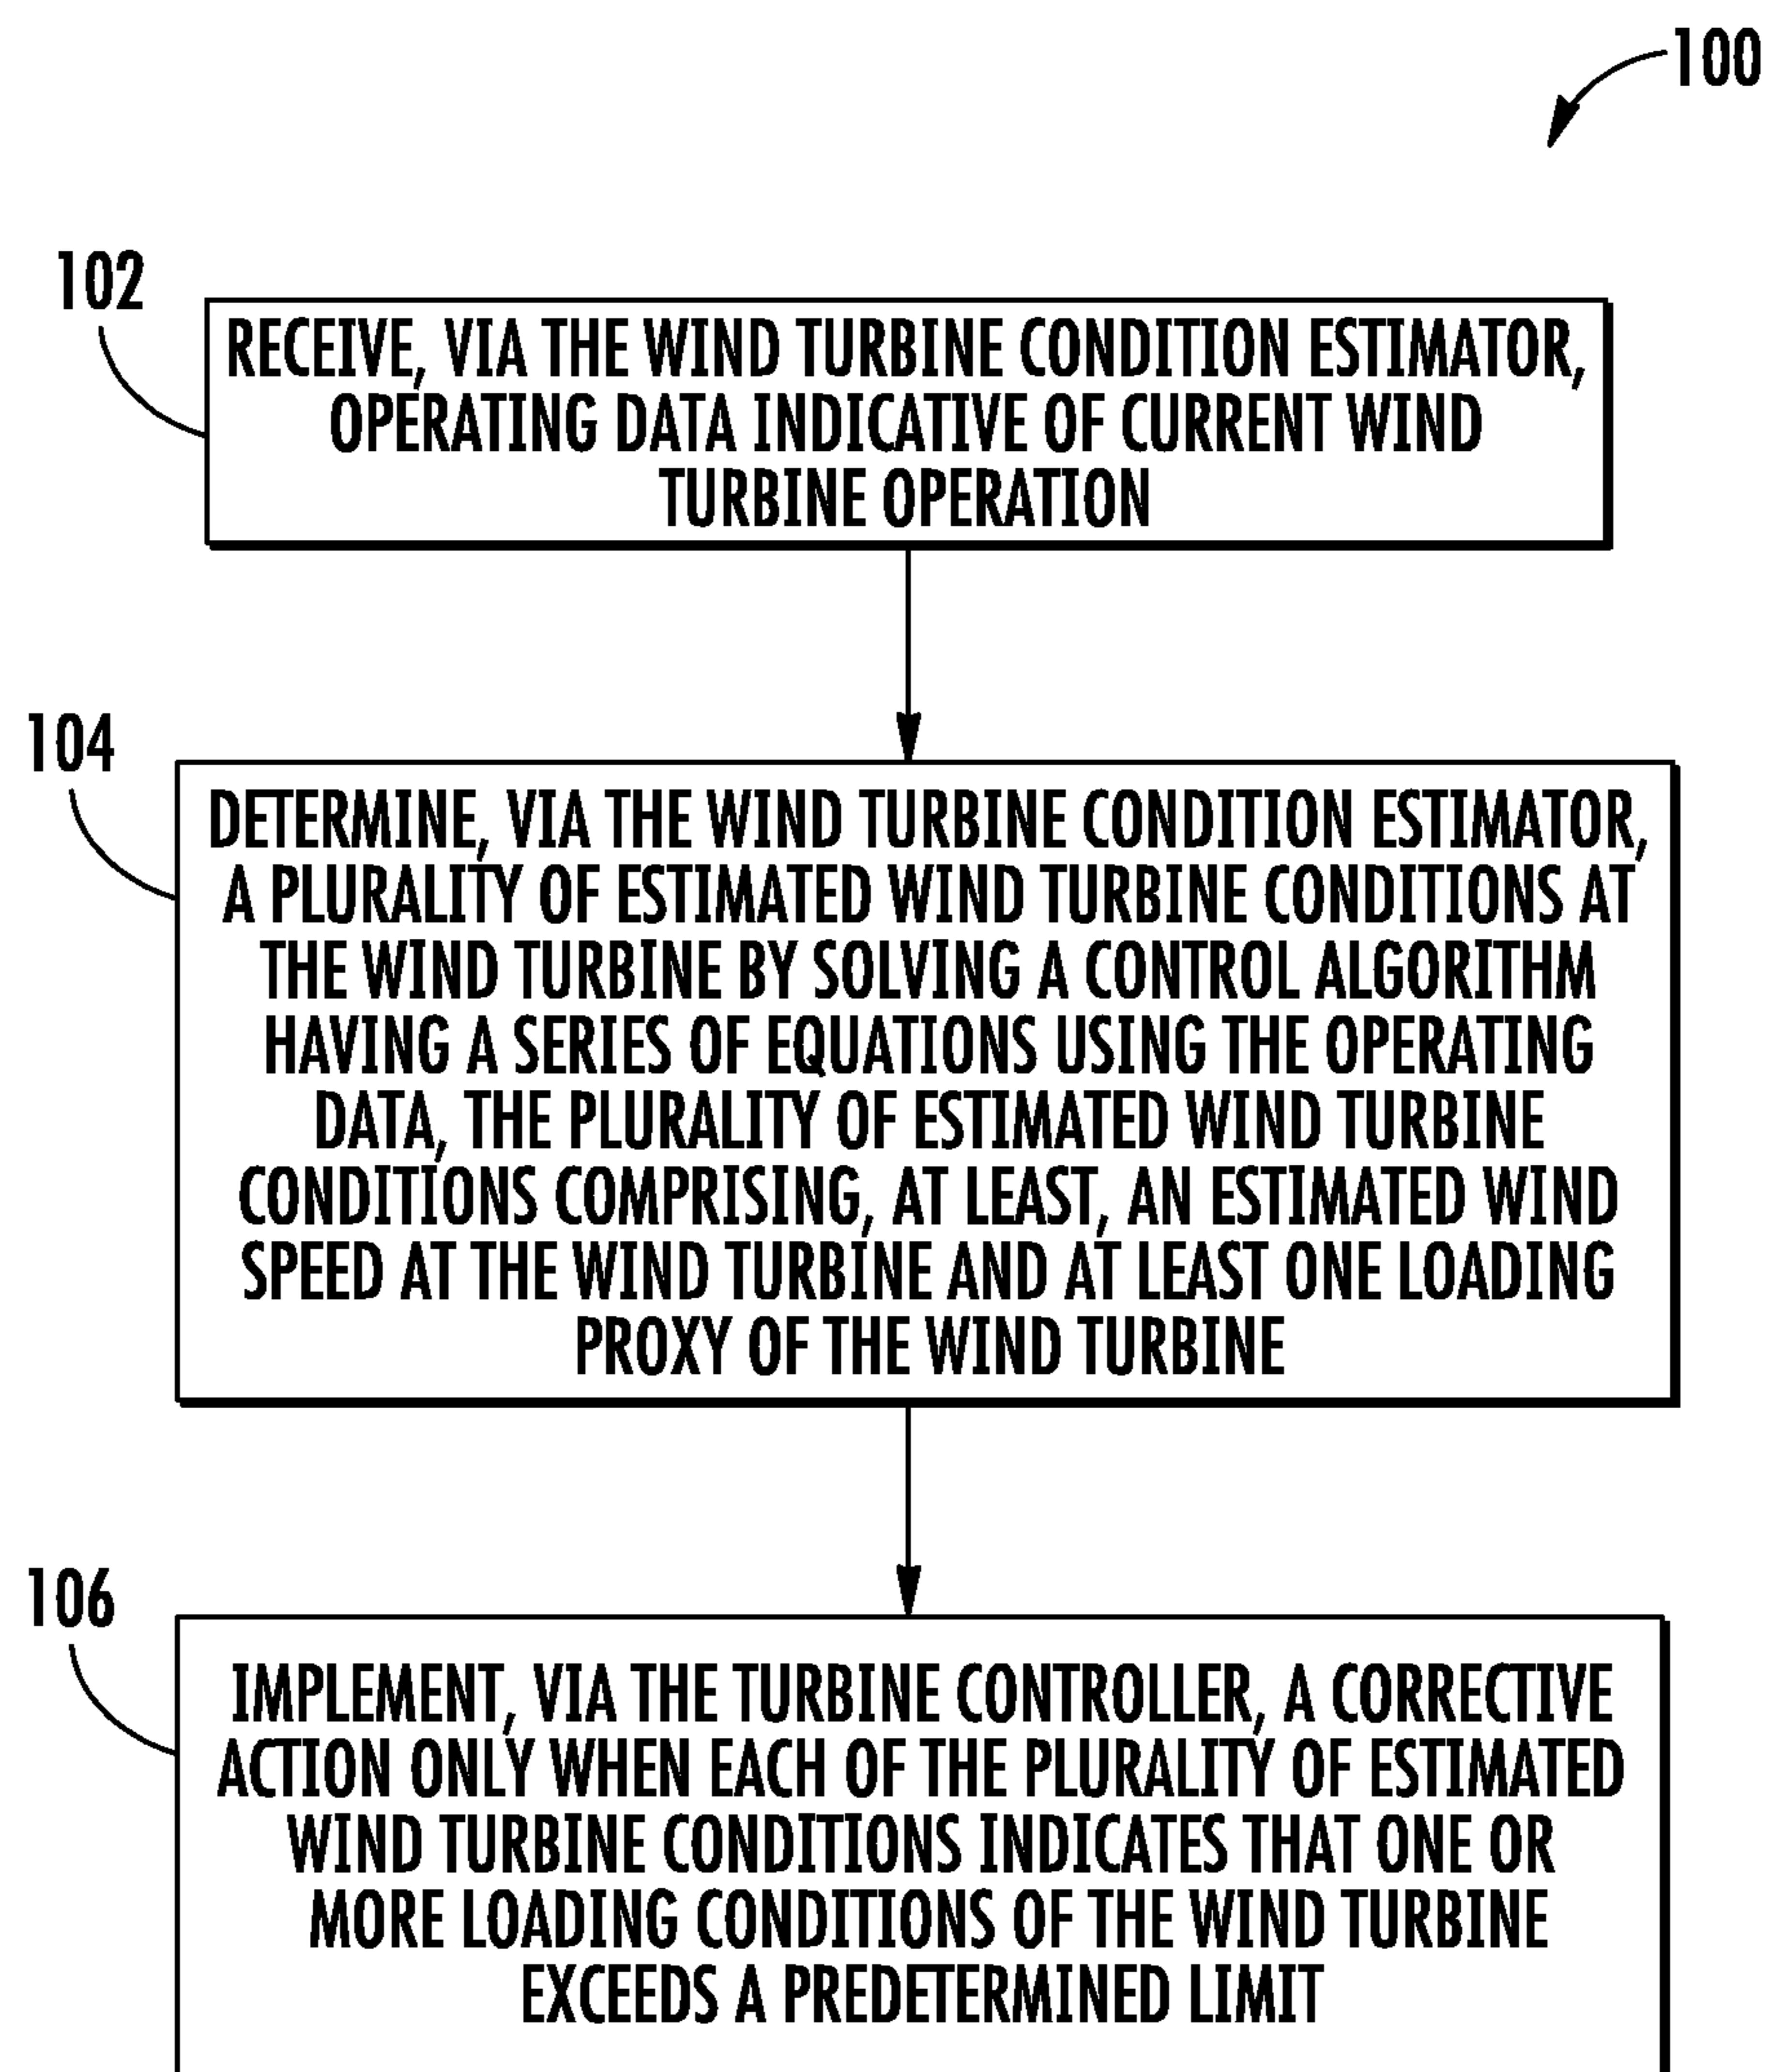 100
102
RECEIVE, VIA THE WIND TURBINE CONDITION ESTIMATOR,
OPERATING DATA INDICATIVE OF CURRENT WIND
TURBINE OPERATION
104
DETERMINE, VIA THE WIND TURBINE CONDITION ESTIMATOR,
A PLURALITY OF ESTIMATED WIND TURBINE CONDITIONS AT
THE WIND TURBINE BY SOLVING A CONTROL ALGORITHM
HAVING A SERIES OF EQUATIONS USING THE OPERATING
DATA, THE PLURALITY OF ESTIMATED WIND TURBINE
CONDITIONS COMPRISING, AT LEAST, AN ESTIMATED WIND
SPEED AT THE WIND TURBINE AND AT LEAST ONE LOADING
PROXY OF THE WIND TURBINE
106
IMPLEMENT, VIA THE TURBINE CONTROLLER, A CORRECTIVE
ACTION ONLY WHEN EACH OF THE PLURALITY OF ESTIMATED
WIND TURBINE CONDITIONS INDICATES THAT ONE OR
MORE LOADING CONDITIONS OF THE WIND TURBINE
EXCEEDS A PREDETERMINED LIMIT